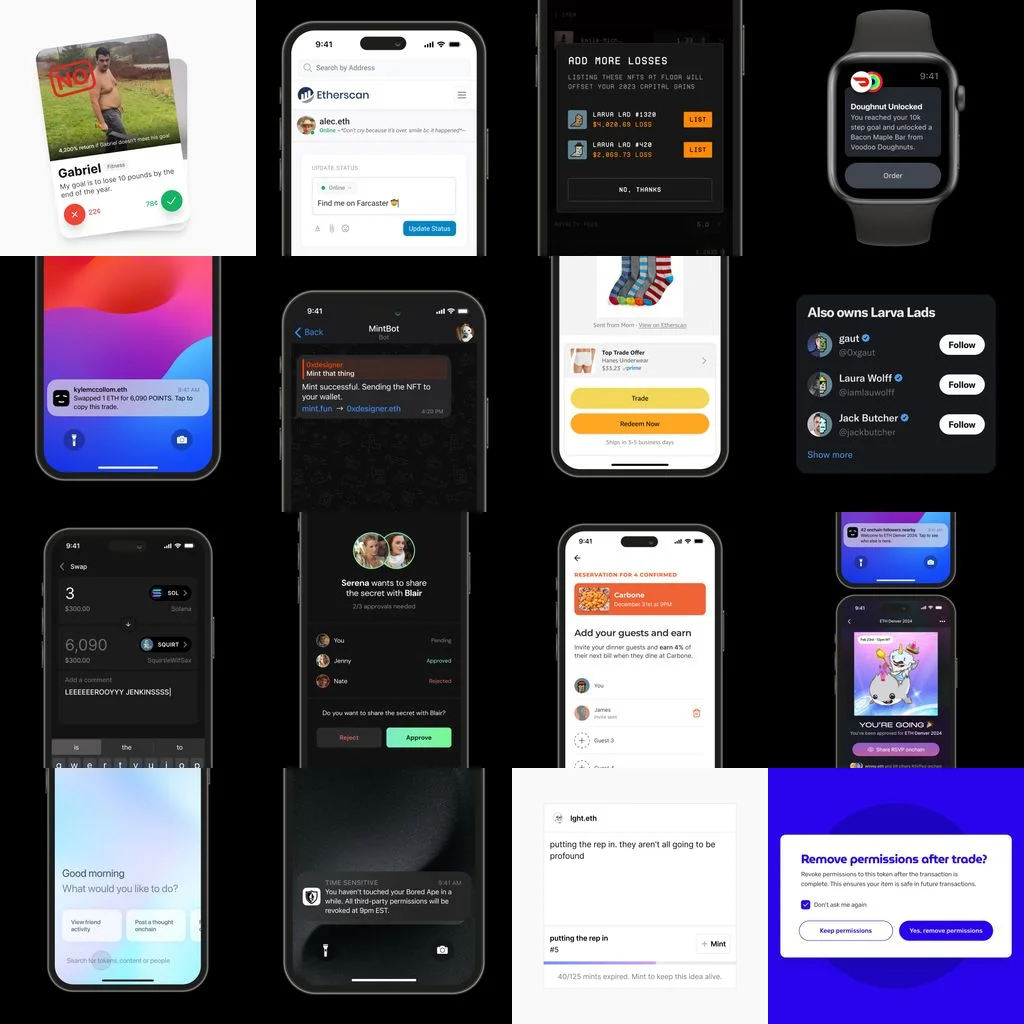 NO
4,200% return if Gabriel doesn't meet his goal
Gabriel Fitness
My goal is to lose 10 pounds by the
end of the year.
22¢
78¢
9:41
Search by Address
Etherscan
alec.eth
Online ~*Don't cry because it's over, smile bc it happened*~
UPDATE STATUS
Online
Find me on Farcaster
Update Status
1 ITEM
ADD MORE LOSSES
LISTING THESE NFTS AT FLOOR WILL
OFFSET YOUR 2023 CAPITAL GAINS
LARVA LAD #1320
$4,020.69 LOSS
LIST
LARVA LAD #420
$2,069.73 LOSS
LIST
NO, THANKS
ROYALTY FEES
5.0
9:41
Doughnut Unlocked
You reached your 10k
step goal and unlocked a
Bacon Maple Bar from
Voodoo Doughnuts.
Order
kylemccollom.eth 9:41 AM
Swapped 1 ETH for 6,090 POINTS. Tap to
copy this trade.
9:41
Back
MintBot
Bot
0xdesigner
Mint that thing
Mint successful. Sending the NFT to
your wallet.
mint.fun → 0xdesigner.eth
4:20 PM
Sent from Mom · View on Etherscan
Top Trade Offer
Hanes Underwear
$33.23 prime
Trade
Redeem Now
Ships in 3-5 business days
Also owns Larva Lads
gaut
@0xgaut
Follow
Laura Wolff
@iamlauwolff
Follow
Jack Butcher
@jackbutcher
Follow
Show more
9:41
Swap
3
SOL
$300.00
Solana
6,090
SQUIRT
$300.00
SquirtleWifSax
Add a comment
LEEEEEEROOYYY JENKINSSSS
is the to
q w e r t y u i o p
Serena wants to share
the secret with Blair
2/3 approvals needed
You Pending
Jenny Approved
Nate Rejected
Do you want to share the secret with Blair?
Reject
Approve
9:41
RESERVATION FOR 4 CONFIRMED
Carbone
December 31st at 9PM
Add your guests and earn
Invite your dinner guests and earn 4% of
their next bill when they dine at Carbone.
You
James
Invite sent
Guest 3
42 onchain followers nearby
Welcome to ETH Denver 2024. Tap to
see who else is here.
9:41
ETH Denver 2024
YOU'RE GOING
You've been approved for ETH Denver 2024
Share RSVP onchain
Good morning
What would you like to do?
View friend
activity
Post a thought
onchain
Search for tokens, content or people
TIME SENSITIVE 9:41 AM
You haven't touched your Bored Ape in a
while. All third-party permissions will be
revoked at 9pm EST.
lght.eth
putting the rep in. they aren't all going to be
profound
putting the rep in
#5
+ Mint
40/125 mints expired. Mint to keep this idea alive.
Remove permissions after trade?
Revoke permissions to this token after the transaction is
complete. This ensures your item is safe in future transactions.
Don't ask me again
Keep permissions
Yes, remove permissions